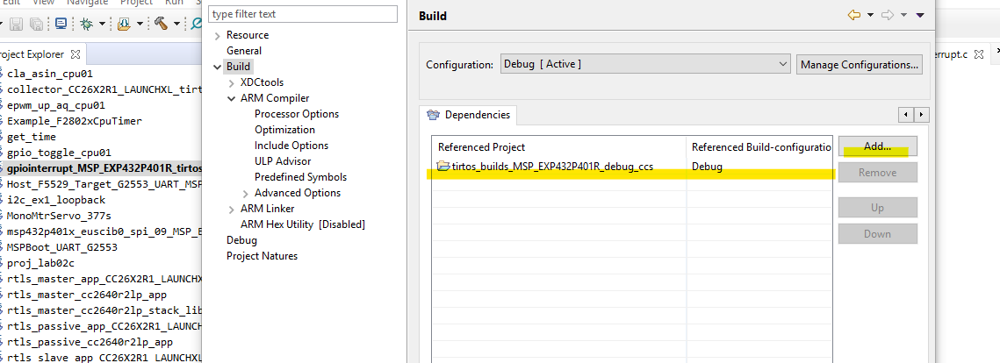 Edit View Navigate Project Run
type filter text
Build
Resource
General
Build
XDCtools
ARM Compiler
Processor Options
Optimization
Include Options
ULP Advisor
Predefined Symbols
Advanced Options
ARM Linker
ARM Hex Utility [Disabled]
Debug
Project Natures
roject Explorer
cla_asin_cpu01
collector_CC26X2R1_LAUNCHXL_tirt
epwm_up_aq_cpu01
Example_F2802xCpuTimer
get_time
gpio_toggle_cpu01
gpiointerrupt_MSP_EXP432P401R_tirtos
Host_F5529_Target_G2553_UART_MSP
i2c_ex1_loopback
MonoMtrServo_377s
msp432p401x_euscib0_spi_09_MSP_E
MSPBoot_UART_G2553
proj_lab02c
rtls_master_app_CC26X2R1_LAUNCHX
rtls_master_cc2640r2lp_app
rtls_master_cc2640r2lp_stack_lib
rtls_passive_app_CC26X2R1_LAUNCH
rtls_passive_cc2640r2lp_app
rtls_slave_app_CC26X2R1_LAUNCHXL
Configuration: Debug [ Active ] Manage Configurations...
Dependencies
Referenced Project Referenced Build-configuratio
tirtos_builds_MSP_EXP432P401R_debug_ccs Debug
Add...
Remove
Up
Down
errupt.c